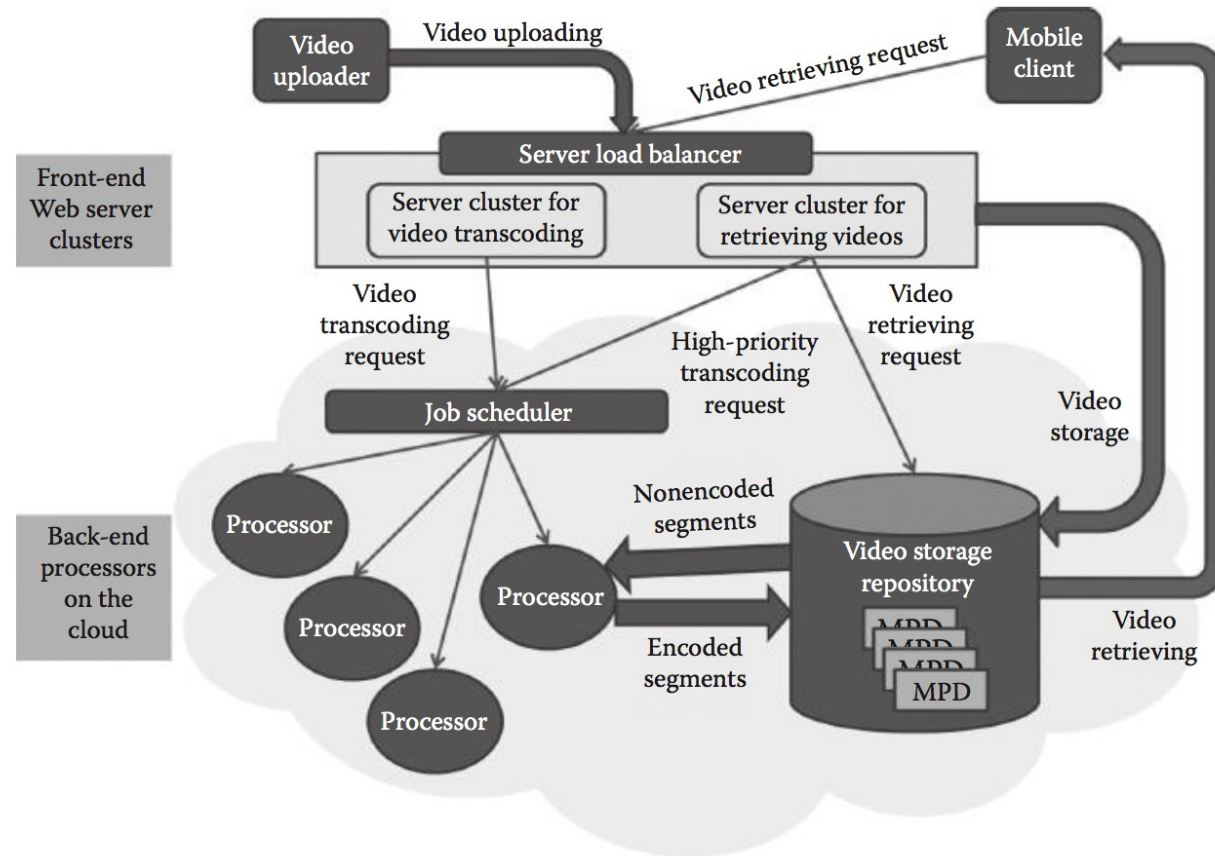 Video
uploader
Video uploading
Video retrieving request
Mobile
client
Server load balancer
Front-end
Web server
clusters
Server cluster for
video transcoding
Server cluster for
retrieving videos
Video
transcoding
request
High-priority
transcoding
request
Video
retrieving
request
Video
storage
Job scheduler
Back-end
processors
on the
cloud
Processor
Processor
Processor
Processor
Nonencoded
segments
Encoded
segments
Video storage
repository
MPD
MPD
MPD
MPD
Video
retrieving